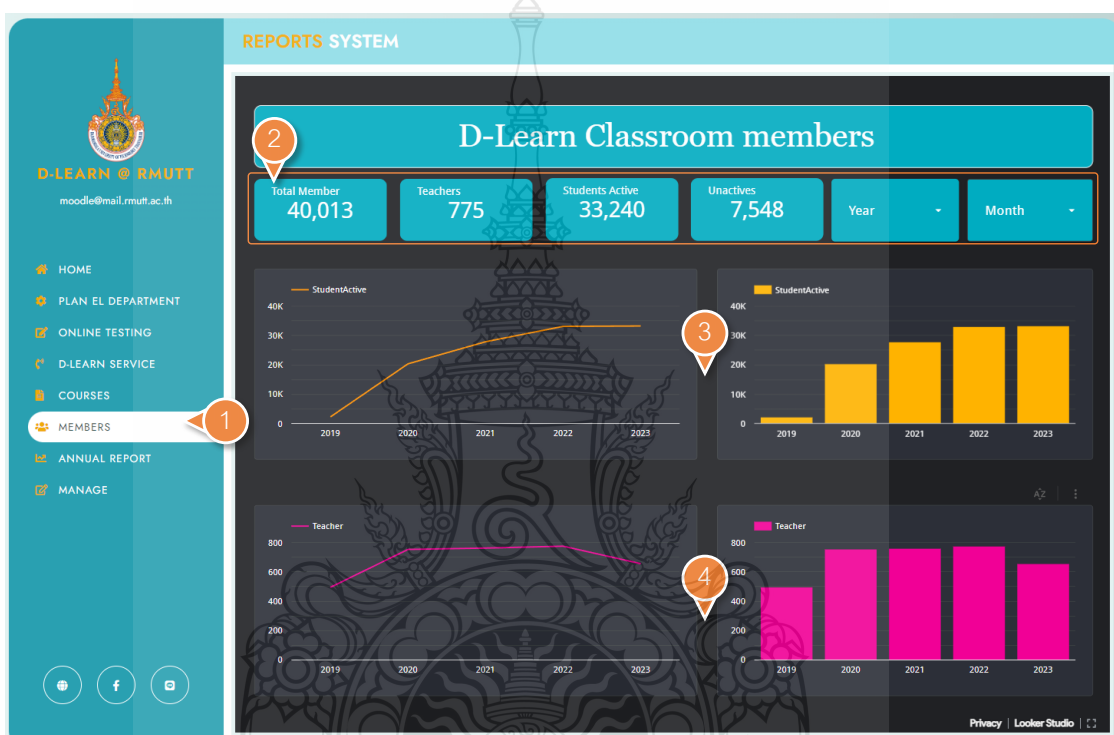 REPORTS SYSTEM
D-LEARN @ RMUTT
moodle@mail.rmutt.ac.th
HOME
PLAN EL DEPARTMENT
ONLINE TESTING
D-LEARN SERVICE
COURSES
MEMBERS
ANNUAL REPORT
MANAGE
1
2
D-Learn Classroom members
Total Member
40,013
Teachers
775
Students Active
33,240
Unactives
7,548
Year
Month
StudentActive
40K
30K
20K
10K
0
2019 2020 2021 2022 2023
3
StudentActive
40K
30K
20K
10K
0
2019 2020 2021 2022 2023
Teacher
800
600
400
200
0
2019 2020 2021 2022 2023
4
AZ
Teacher
800
600
400
200
0
2019 2020 2021 2022 2023
Privacy | Looker Studio